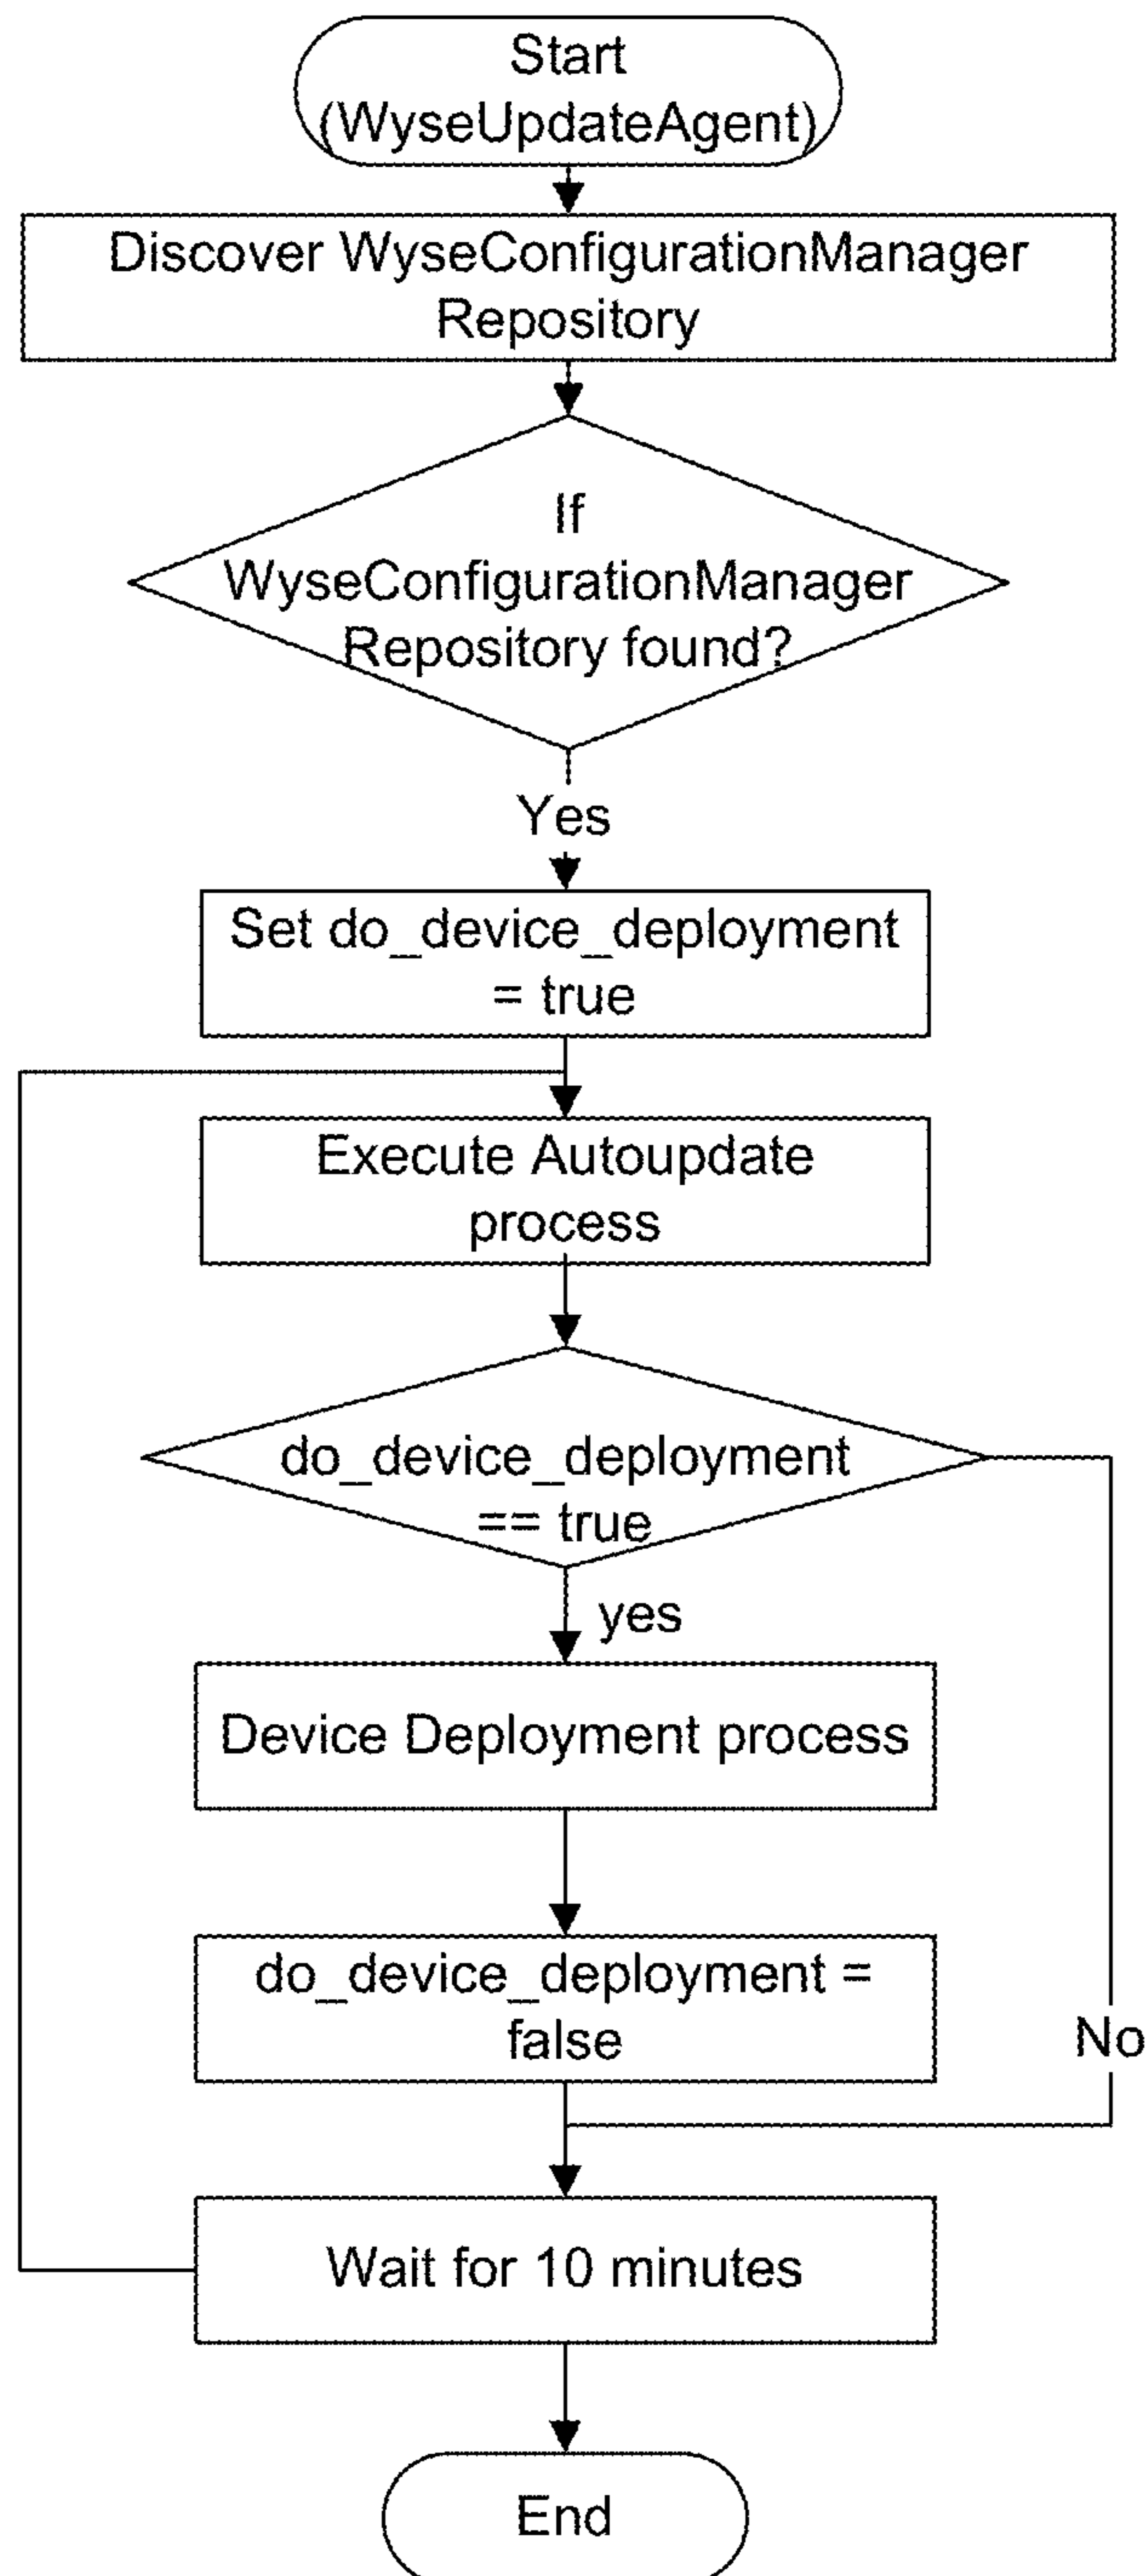 Start
(WyseUpdateAgent)
Discover WyseConfigurationManager
Repository
If
WyseConfigurationManager
Repository found?
Yes
Set do_device_deployment
= true
Execute Autoupdate
process
do_device_deployment
== true
yes
Device Deployment process
do_device_deployment =
false
No
Wait for 10 minutes
End